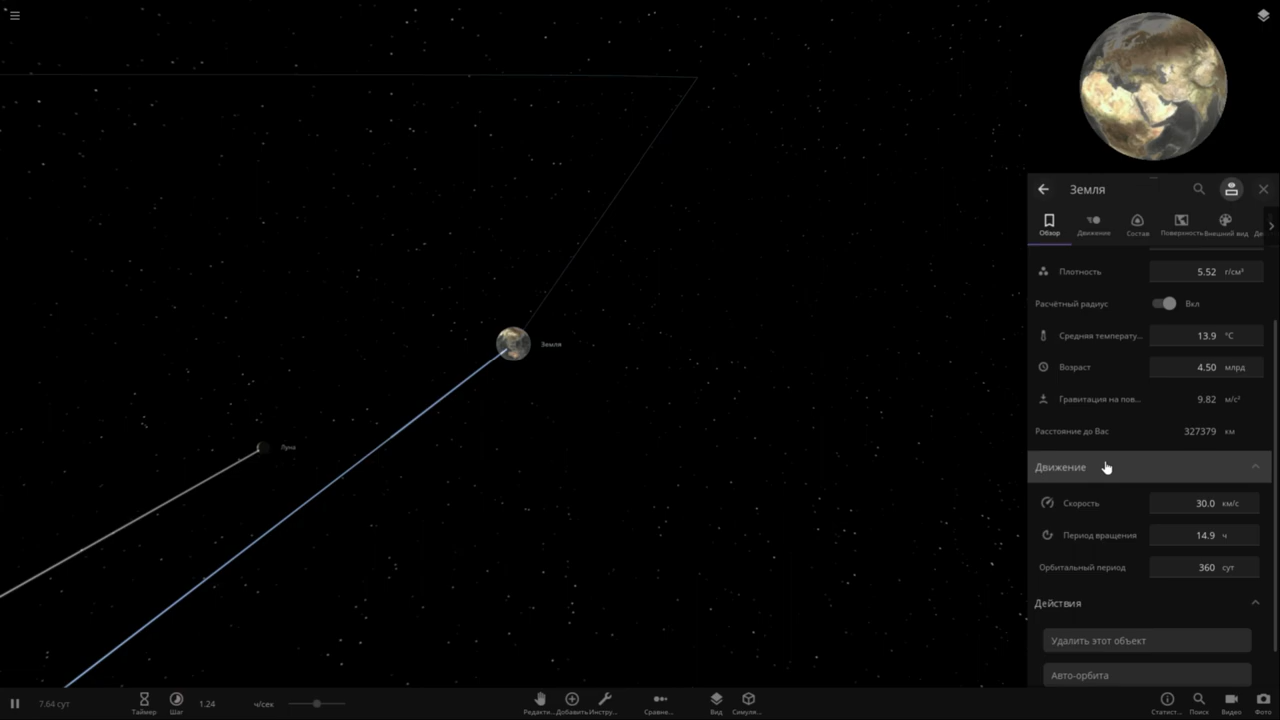 Земля
Обзор
Движение
Состав
Поверхность
Внешний вид
Плотность 5.52 г/см³
Расчётный радиус Вкл
Средняя температу... 13.9 °C
Возраст 4.50 млрд
Гравитация на пов... 9.82 м/с²
Расстояние до Вас 327379 км
Движение
Скорость 30.0 км/с
Период вращения 14.9 ч
Орбитальный период 360 сут
Действия
Удалить этот объект
Авто-орбита
Земля
Луна
7.64 сут
Таймер
Шаг
1.24 ч/сек
Редакти...
Добавить
Инстру...
Сравне...
Вид
Симуля...
Статист...
Поиск
Видео
Фото